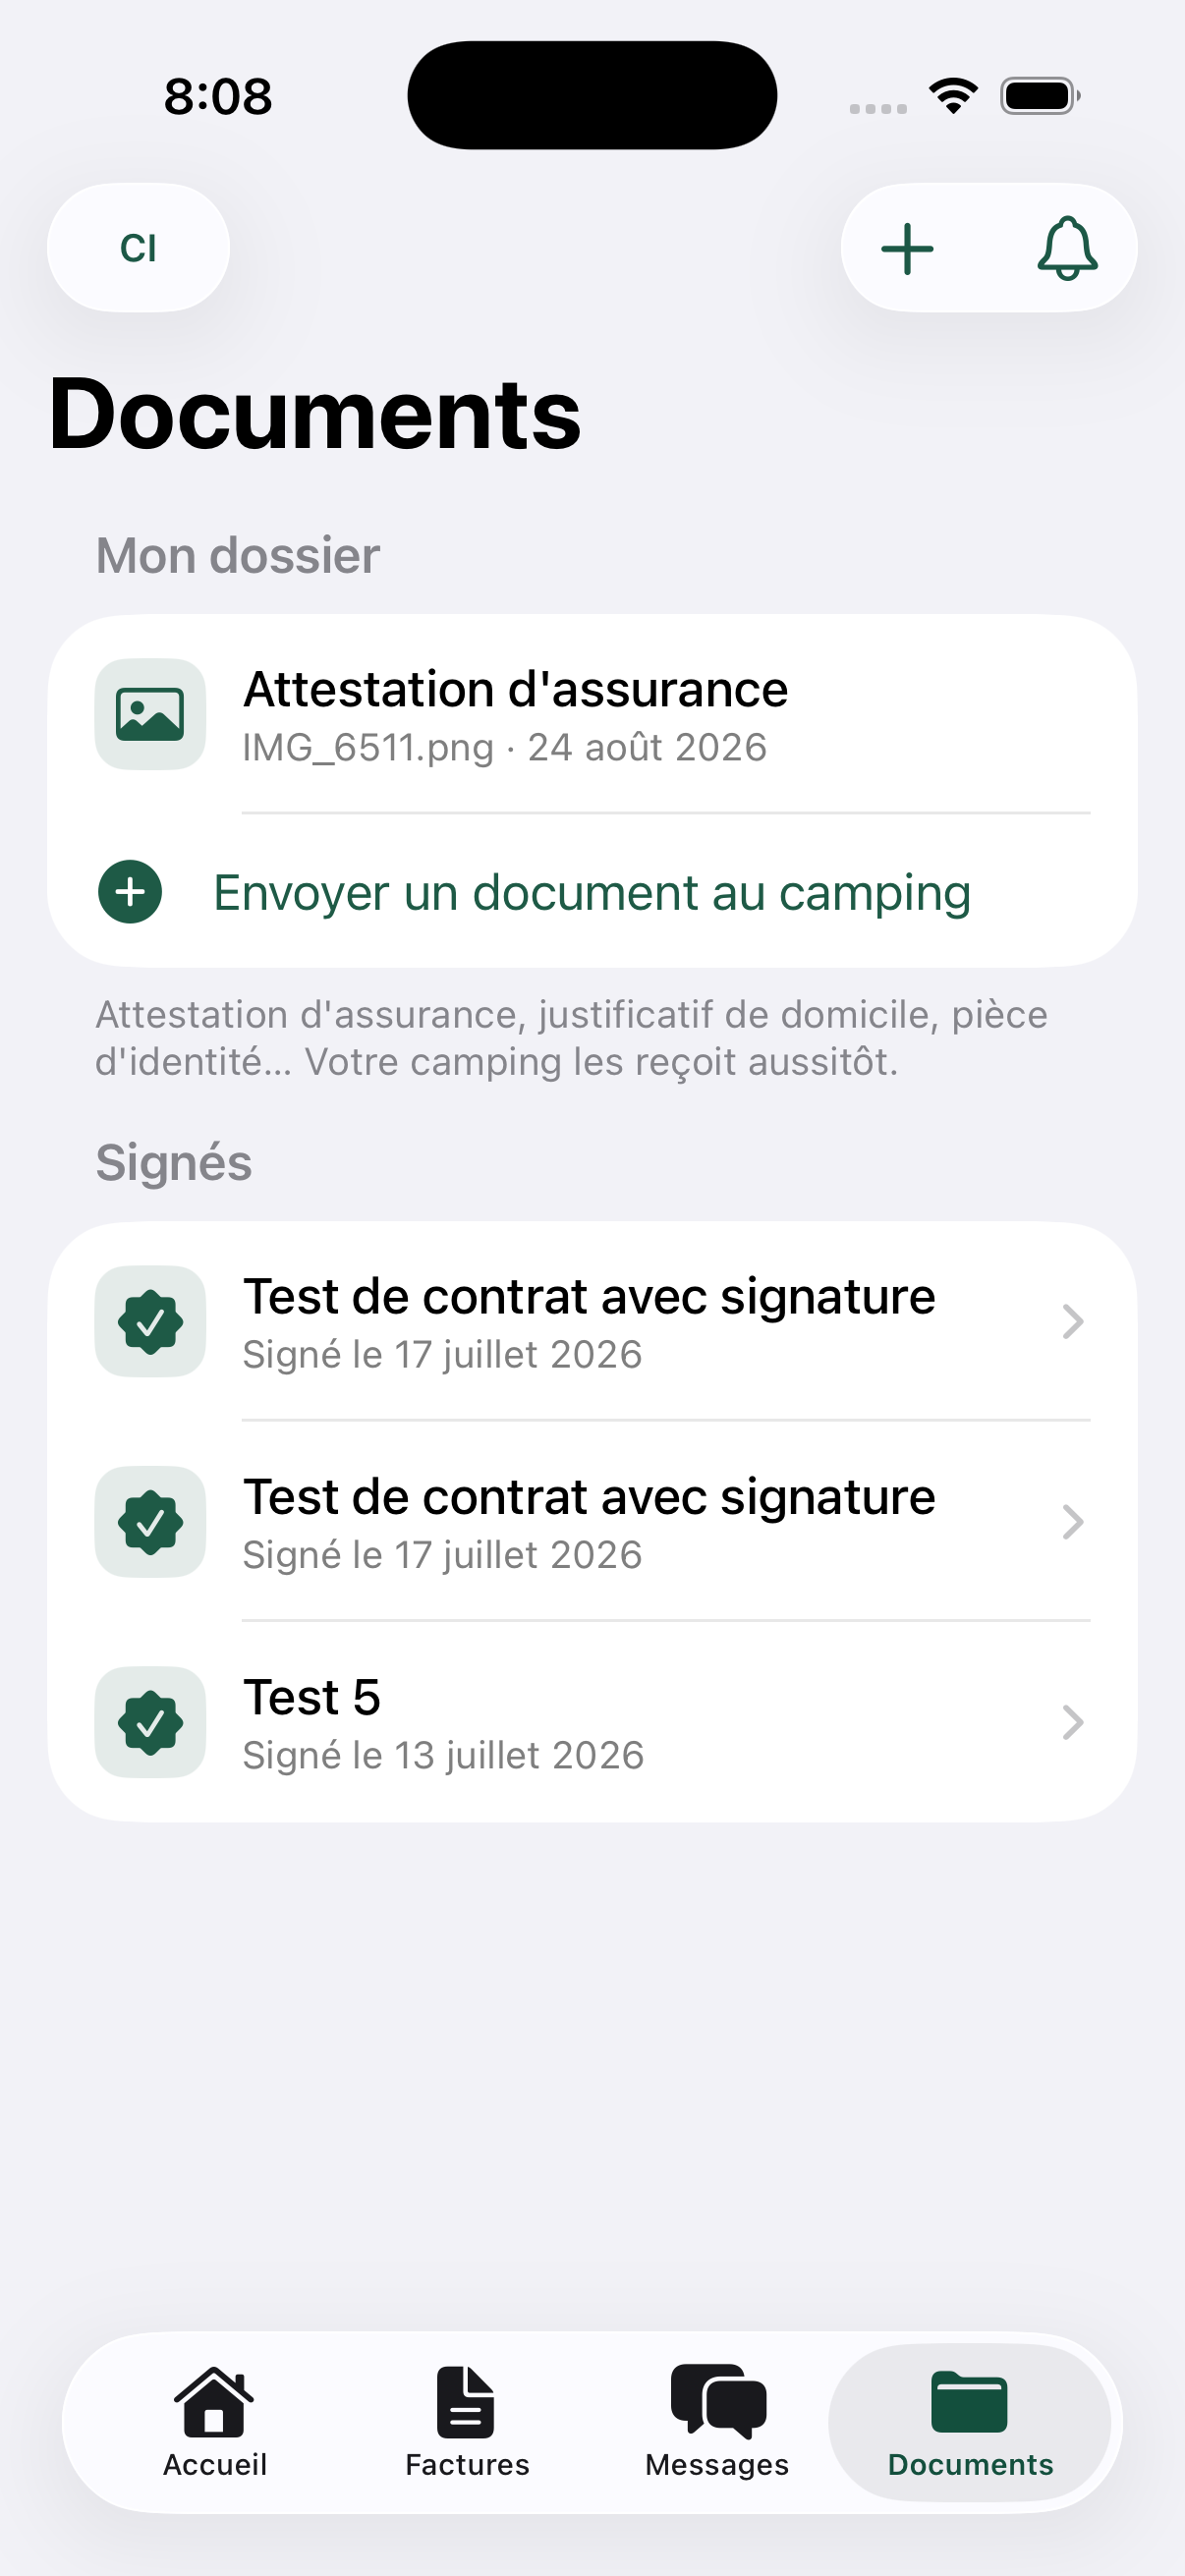 8:08
CI
Documents
Mon dossier
Attestation d'assurance
IMG_6511.png · 24 août 2026
Envoyer un document au camping
Attestation d'assurance, justificatif de domicile, pièce
d'identité... Votre camping les reçoit aussitôt.
Signés
Test de contrat avec signature
Signé le 17 juillet 2026
Test de contrat avec signature
Signé le 17 juillet 2026
Test 5
Signé le 13 juillet 2026
Accueil
Factures
Messages
Documents